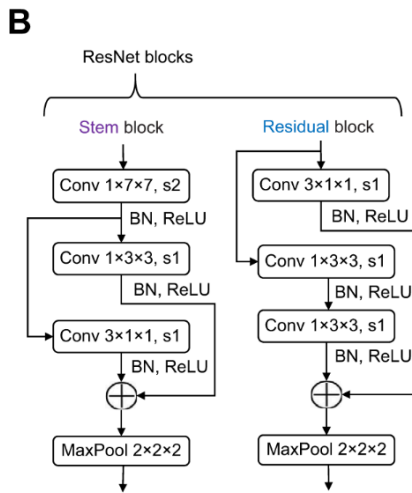 B
ResNet blocks
Stem block
Conv 1×7×7, s2
BN, ReLU
Conv 1×3×3, s1
BN, ReLU
Conv 3×1×1, s1
BN, ReLU
MaxPool 2×2×2
Residual block
Conv 3×1×1, s1
BN, ReLU
Conv 1×3×3, s1
BN, ReLU
Conv 1×3×3, s1
BN, ReLU
MaxPool 2×2×2